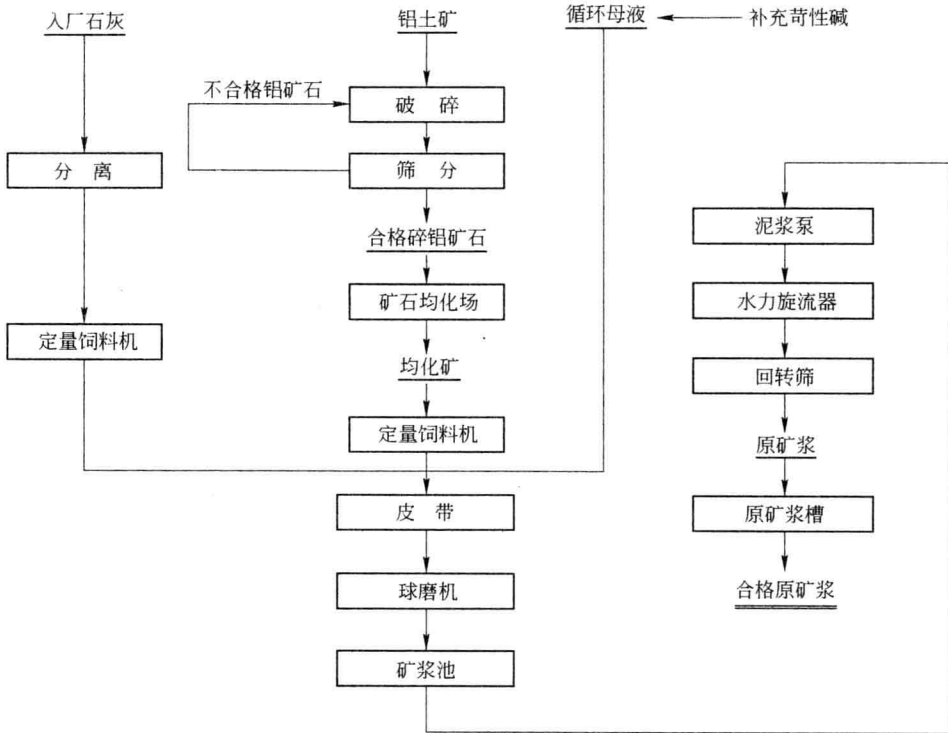 入厂石灰
铝土矿
循环母液
补充苛性碱
不合格铝矿石
破碎
分离
筛分
合格碎铝矿石
矿石均化场
定量饲料机
均化矿
定量饲料机
皮带
球磨机
矿浆池
泥浆泵
水力旋流器
回转筛
原矿浆
原矿浆槽
合格原矿浆